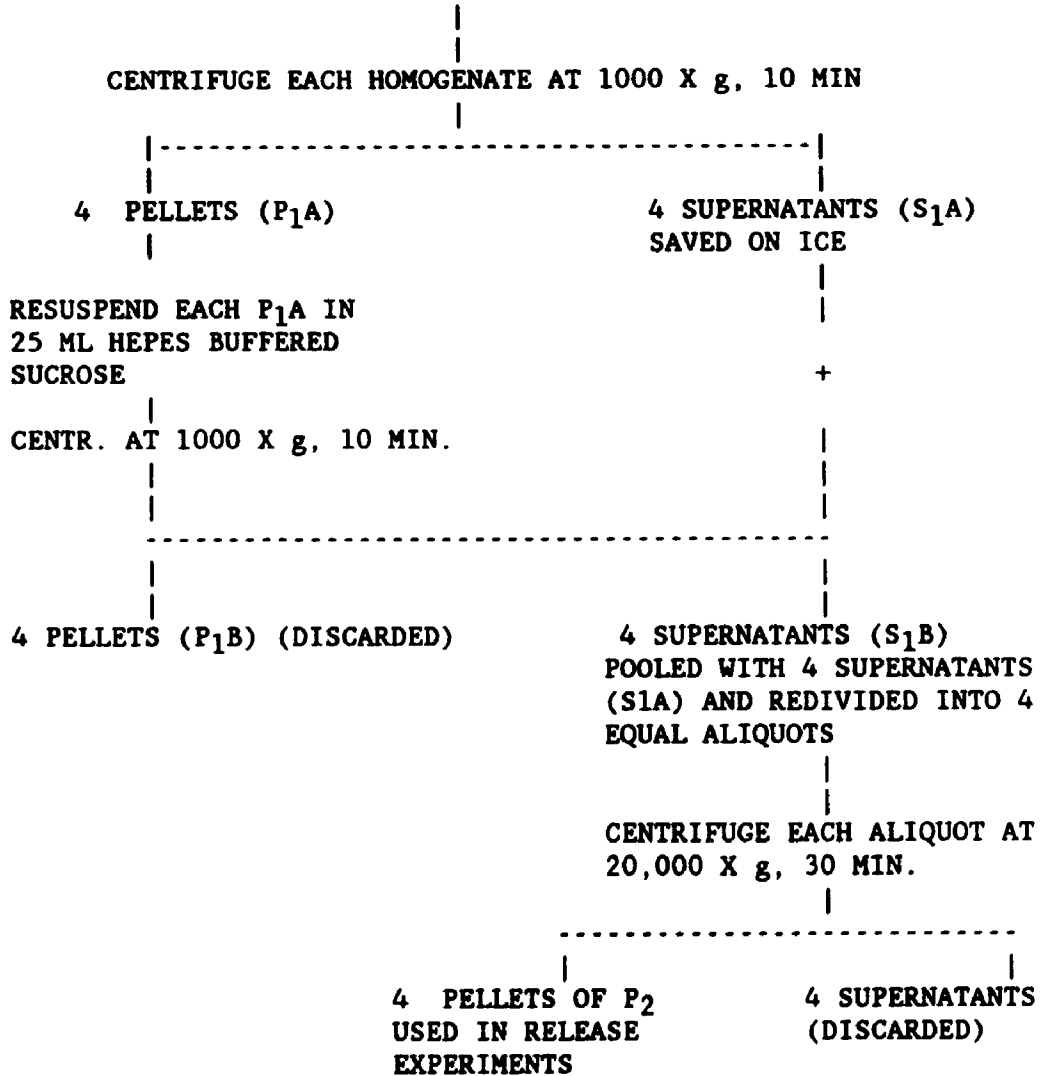 CENTRIFUGE EACH HOMOGENATE AT 1000 X g, 10 MIN
4 PELLETS (P1A)
4 SUPERNATANTS (S1A)
SAVED ON ICE
RESUSPEND EACH P1A IN
25 ML HEPES BUFFERED
SUCROSE
+
CENTR. AT 1000 X g, 10 MIN.
4 PELLETS (P1B) (DISCARDED)
4 SUPERNATANTS (S1B)
POOLED WITH 4 SUPERNATANTS
(S1A) AND REDIVIDED INTO 4
EQUAL ALIQUOTS
CENTRIFUGE EACH ALIQUOT AT
20,000 X g, 30 MIN.
4 PELLETS OF P2
USED IN RELEASE
EXPERIMENTS
4 SUPERNATANTS
(DISCARDED)